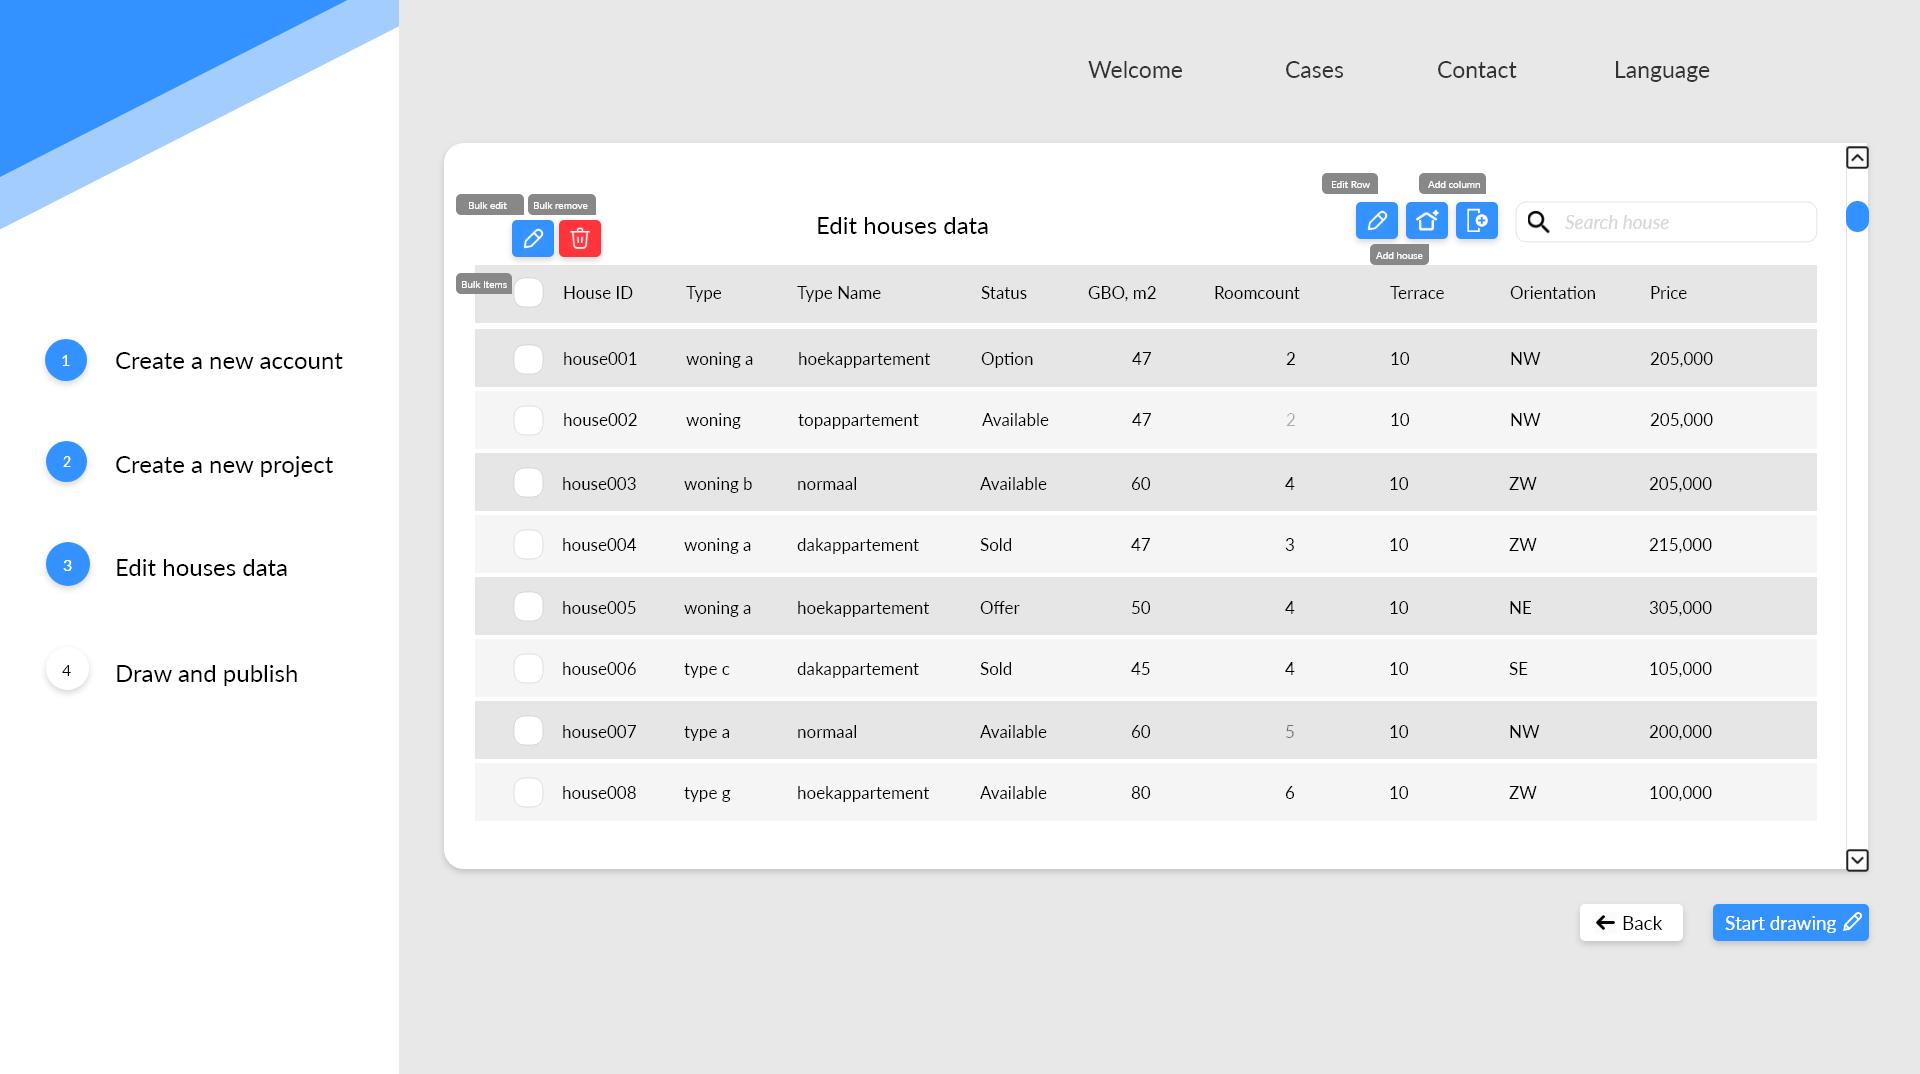 Welcome Cases Contact Language
Edit Row Add column
Bulk edit Bulk remove
Edit houses data
Search house
Add house
Bulk Items
House ID Type Type Name Status GBO, m2 Roomcount Terrace Orientation Price
house001 woning a hoekappartement Option 47 2 10 NW 205,000
house002 woning topappartement Available 47 2 10 NW 205,000
house003 woning b normaal Available 60 4 10 ZW 205,000
house004 woning a dakappartement Sold 47 3 10 ZW 215,000
house005 woning a hoekappartement Offer 50 4 10 NE 305,000
house006 type c dakappartement Sold 45 4 10 SE 105,000
house007 type a normaal Available 60 5 10 NW 200,000
house008 type g hoekappartement Available 80 6 10 ZW 100,000
1 Create a new account
2 Create a new project
3 Edit houses data
4 Draw and publish
Back Start drawing